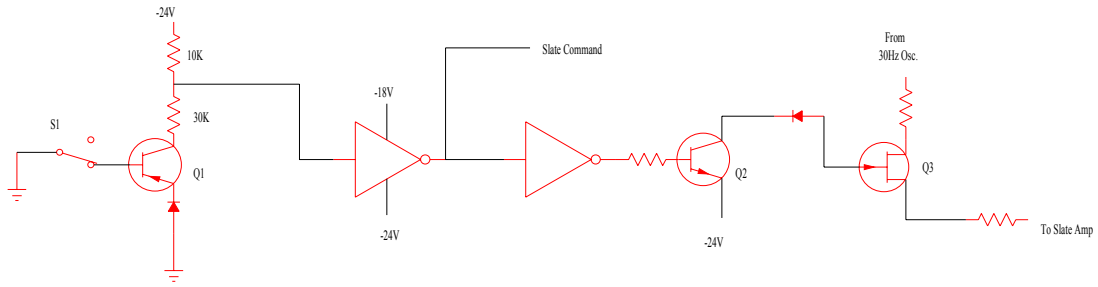 -24V
10K
30K
S1
Q1
-18V
-24V
Slate Command
Q2
-24V
From
30Hz Osc.
Q3
To Slate Amp